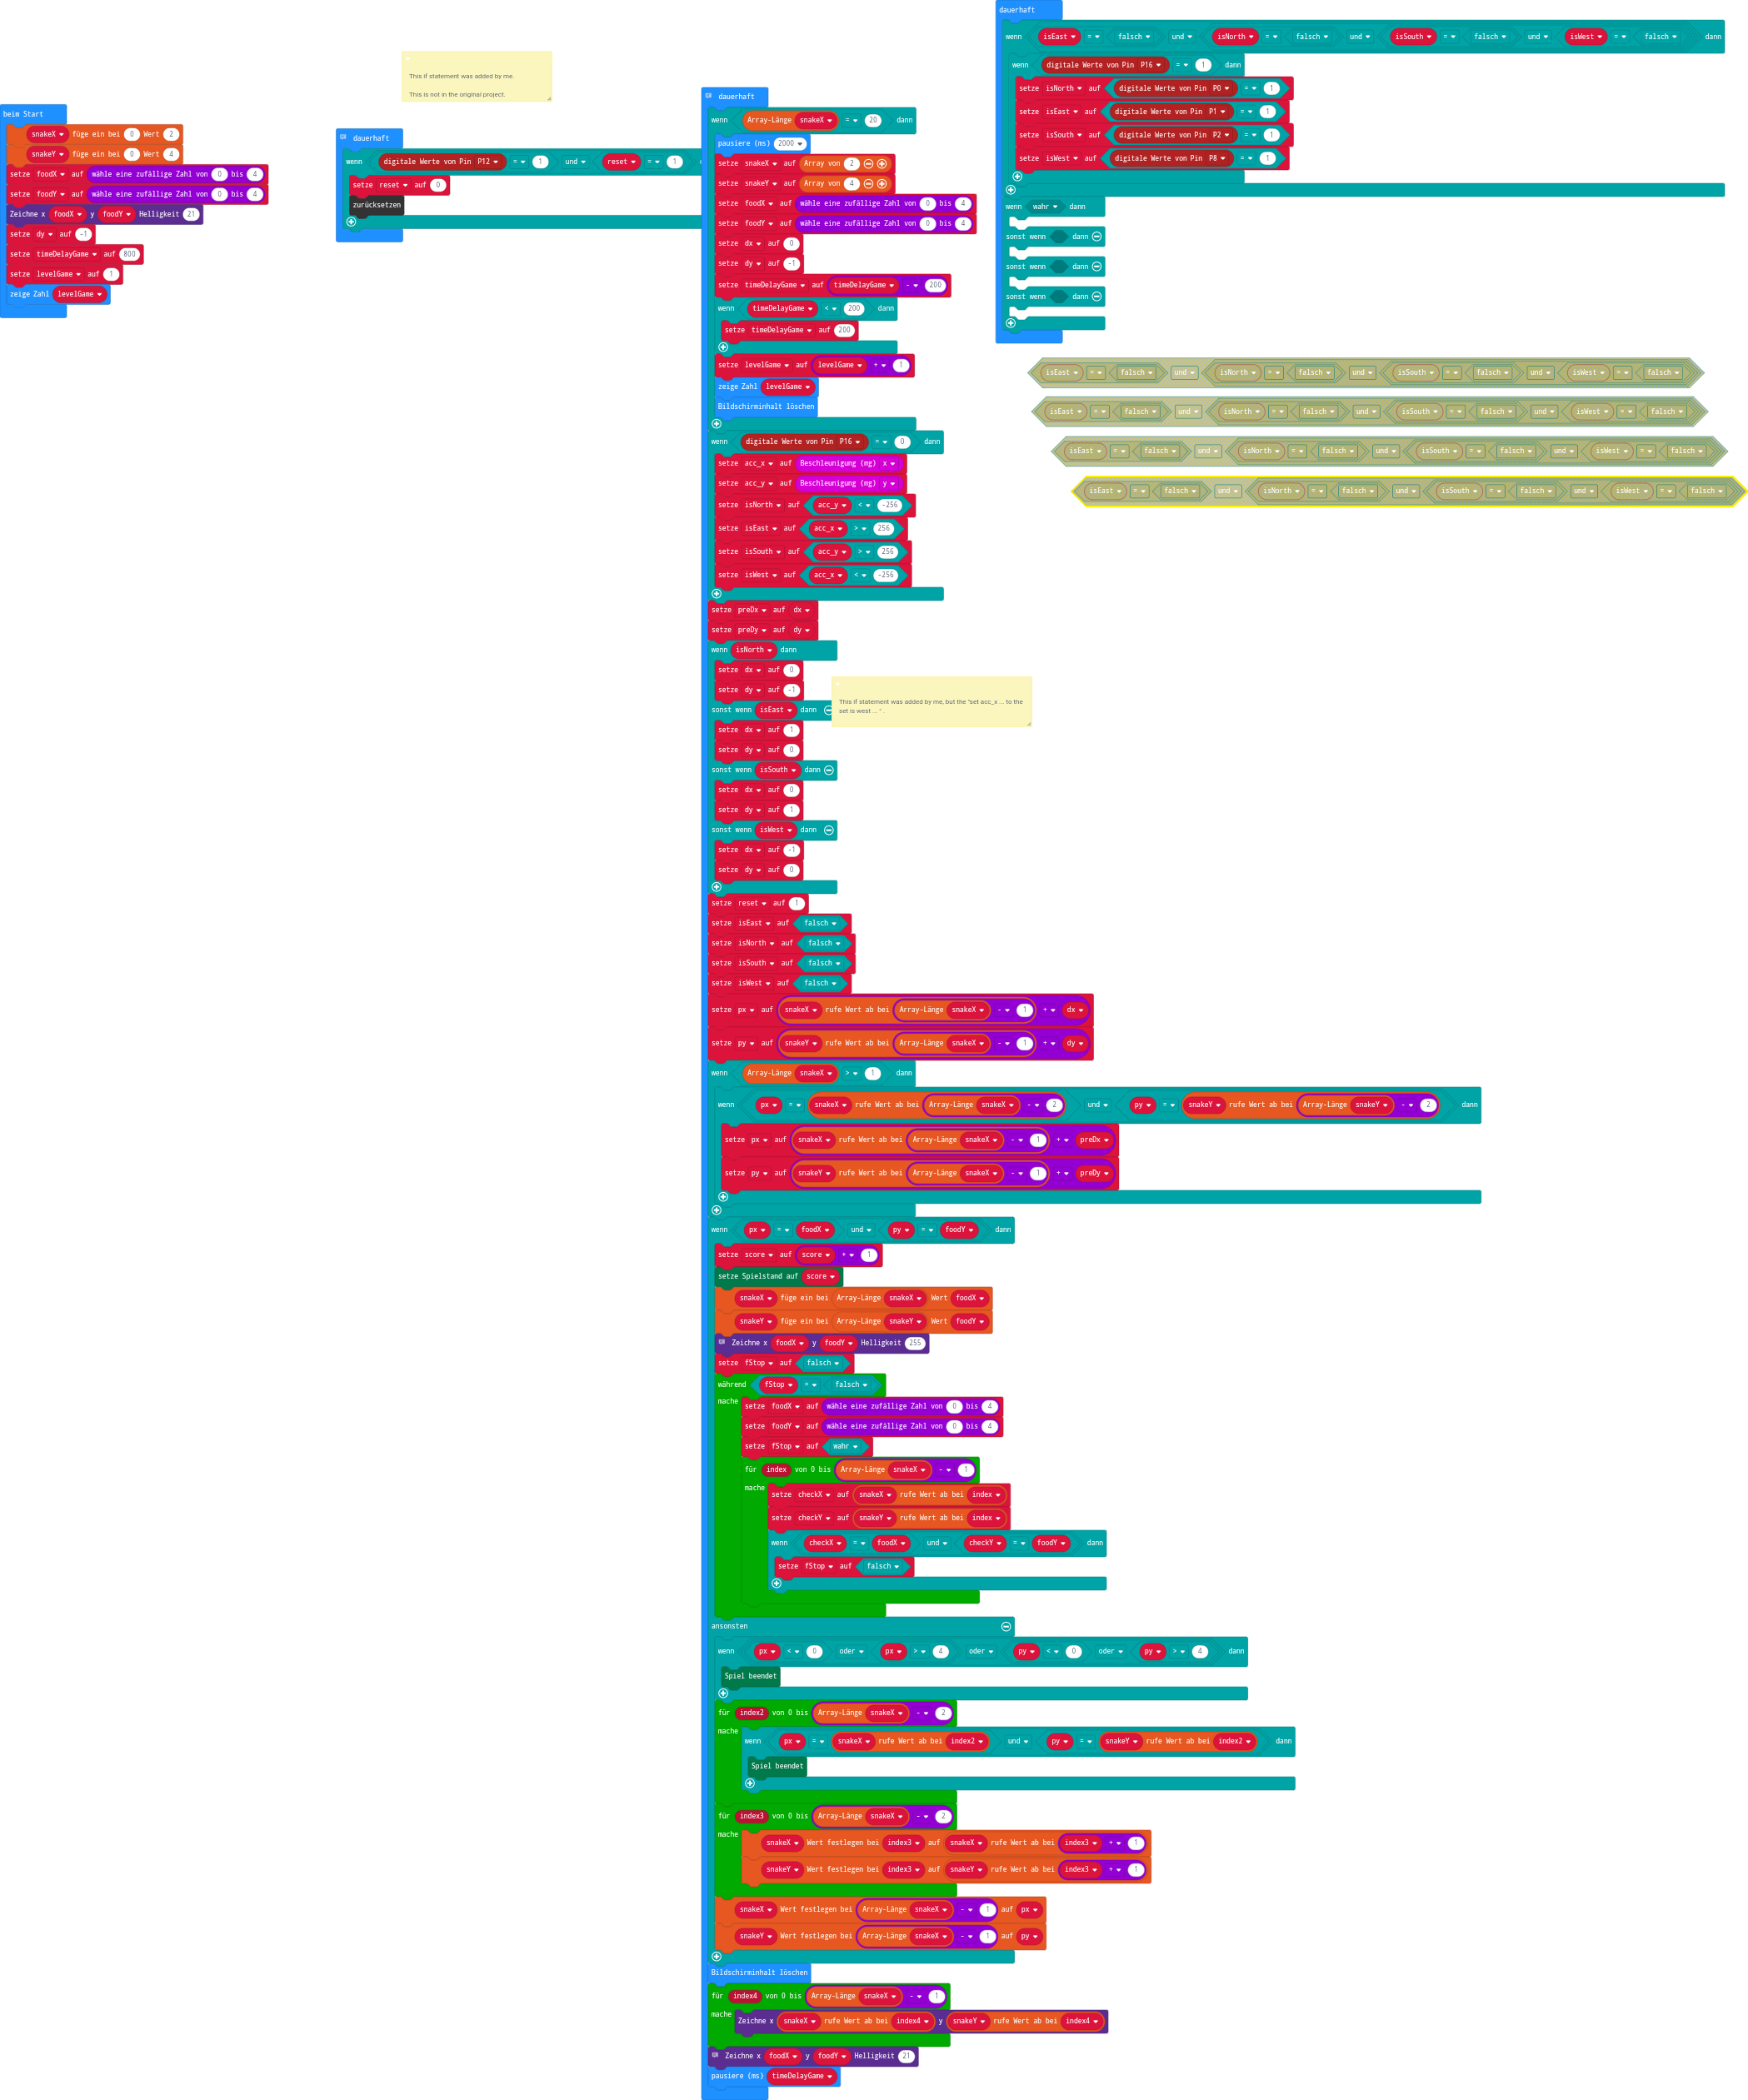 beim Start
snakeX füge ein bei 0 Wert 2
snakeY füge ein bei 0 Wert 4
setze foodX auf wähle eine zufällige Zahl von 0 bis 4
setze foodY auf wähle eine zufällige Zahl von 0 bis 4
Zeichne x foodX y foodY Helligkeit 21
setze dy auf -1
setze timeDelayGame auf 800
setze levelGame auf 1
zeige Zahl levelGame
This if statement was added by me.
This is not in the original project.
dauerhaft
wenn digitale Werte von Pin P12 = 1 und reset = 1
setze reset auf 0
zurücksetzen
dauerhaft
wenn Array-Länge snakeX = 20 dann
pausiere (ms) 2000
setze snakeX auf Array von 2
setze snakeY auf Array von 4
setze foodX auf wähle eine zufällige Zahl von 0 bis 4
setze foodY auf wähle eine zufällige Zahl von 0 bis 4
setze dx auf 0
setze dy auf -1
setze timeDelayGame auf timeDelayGame - 200
wenn timeDelayGame < 200 dann
setze timeDelayGame auf 200
setze levelGame auf levelGame + 1
zeige Zahl levelGame
Bildschirminhalt löschen
wenn digitale Werte von Pin P16 = 0 dann
setze acc_x auf Beschleunigung (mg) x
setze acc_y auf Beschleunigung (mg) y
setze isNorth auf acc_y < -256
setze isEast auf acc_x > 256
setze isSouth auf acc_y > 256
setze isWest auf acc_x < -256
setze preDx auf dx
setze preDy auf dy
wenn isNorth dann
setze dx auf 0
setze dy auf -1
sonst wenn isEast dann
setze dx auf 1
setze dy auf 0
sonst wenn isSouth dann
setze dx auf 0
setze dy auf 1
sonst wenn isWest dann
setze dx auf -1
setze dy auf 0
This if statement was added by me, but the "set acc_x ... to the
set is west ... " .
setze reset auf 1
setze isEast auf falsch
setze isNorth auf falsch
setze isSouth auf falsch
setze isWest auf falsch
setze px auf snakeX rufe Wert ab bei Array-Länge snakeX - 1 + dx
setze py auf snakeY rufe Wert ab bei Array-Länge snakeX - 1 + dy
wenn Array-Länge snakeX > 1 dann
wenn px = snakeX rufe Wert ab bei Array-Länge snakeX - 2 und py = snakeY rufe Wert ab bei Array-Länge snakeY - 2 dann
setze px auf snakeX rufe Wert ab bei Array-Länge snakeX - 1 + preDx
setze py auf snakeY rufe Wert ab bei Array-Länge snakeX - 1 + preDy
wenn px = foodX und py = foodY dann
setze score auf score + 1
setze Spielstand auf score
snakeX füge ein bei Array-Länge snakeX Wert foodX
snakeY füge ein bei Array-Länge snakeY Wert foodY
Zeichne x foodX y foodY Helligkeit 255
setze fStop auf falsch
während fStop = falsch
mache
setze foodX auf wähle eine zufällige Zahl von 0 bis 4
setze foodY auf wähle eine zufällige Zahl von 0 bis 4
setze fStop auf wahr
für index von 0 bis Array-Länge snakeX - 1
mache
setze checkX auf snakeX rufe Wert ab bei index
setze checkY auf snakeY rufe Wert ab bei index
wenn checkX = foodX und checkY = foodY dann
setze fStop auf falsch
ansonsten
wenn px < 0 oder px > 4 oder py < 0 oder py > 4 dann
Spiel beendet
für index2 von 0 bis Array-Länge snakeX - 2
mache
wenn px = snakeX rufe Wert ab bei index2 und py = snakeY rufe Wert ab bei index2 dann
Spiel beendet
für index3 von 0 bis Array-Länge snakeX - 2
mache
snakeX Wert festlegen bei index3 auf snakeX rufe Wert ab bei index3 + 1
snakeY Wert festlegen bei index3 auf snakeY rufe Wert ab bei index3 + 1
snakeX Wert festlegen bei Array-Länge snakeX - 1 auf px
snakeY Wert festlegen bei Array-Länge snakeX - 1 auf py
Bildschirminhalt löschen
für index4 von 0 bis Array-Länge snakeX - 1
mache
Zeichne x snakeX rufe Wert ab bei index4 y snakeY rufe Wert ab bei index4
Zeichne x foodX y foodY Helligkeit 21
pausiere (ms) timeDelayGame
dauerhaft
wenn isEast = falsch und isNorth = falsch und isSouth = falsch und isWest = falsch dann
wenn digitale Werte von Pin P16 = 1 dann
setze isNorth auf digitale Werte von Pin P0 = 1
setze isEast auf digitale Werte von Pin P1 = 1
setze isSouth auf digitale Werte von Pin P2 = 1
setze isWest auf digitale Werte von Pin P8 = 1
wenn wahr dann
sonst wenn dann
sonst wenn dann
sonst wenn dann
isEast = falsch und isNorth = falsch und isSouth = falsch und isWest = falsch
isEast = falsch und isNorth = falsch und isSouth = falsch und isWest = falsch
isEast = falsch und isNorth = falsch und isSouth = falsch und isWest = falsch
isEast = falsch und isNorth = falsch und isSouth = falsch und isWest = falsch